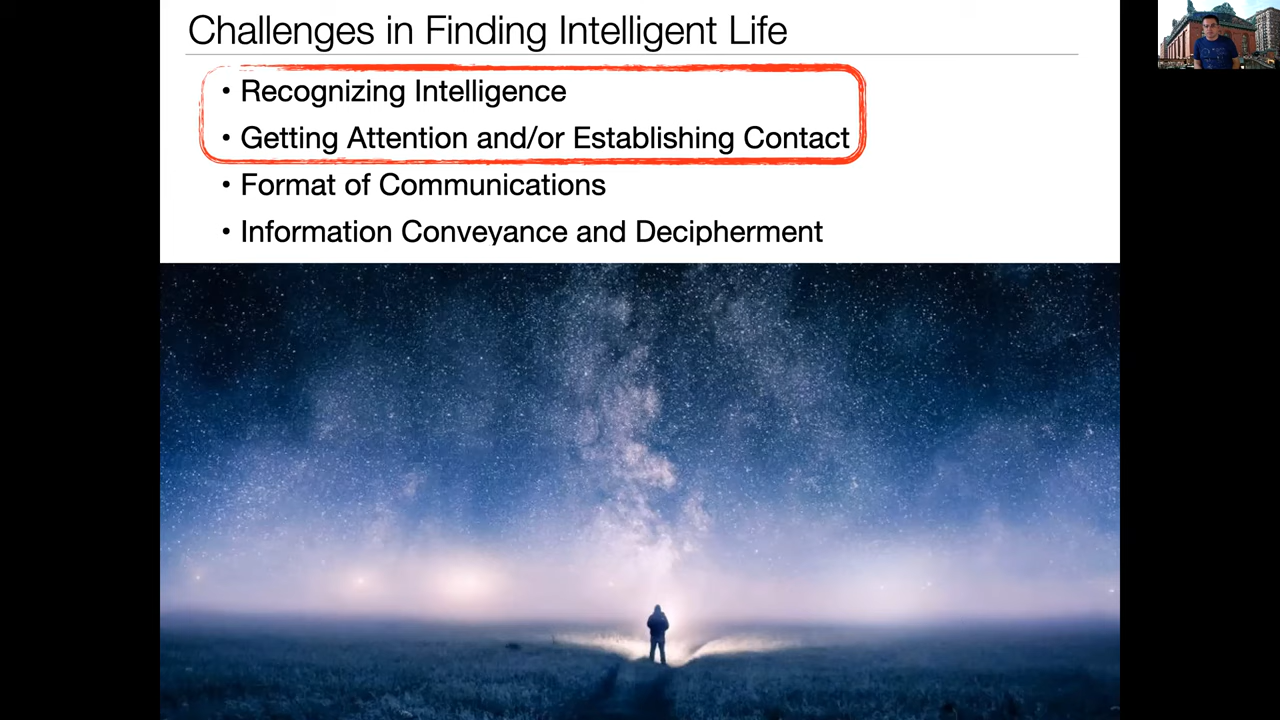 Challenges in Finding Intelligent Life
• Recognizing Intelligence
• Getting Attention and/or Establishing Contact
• Format of Communications
• Information Conveyance and Decipherment